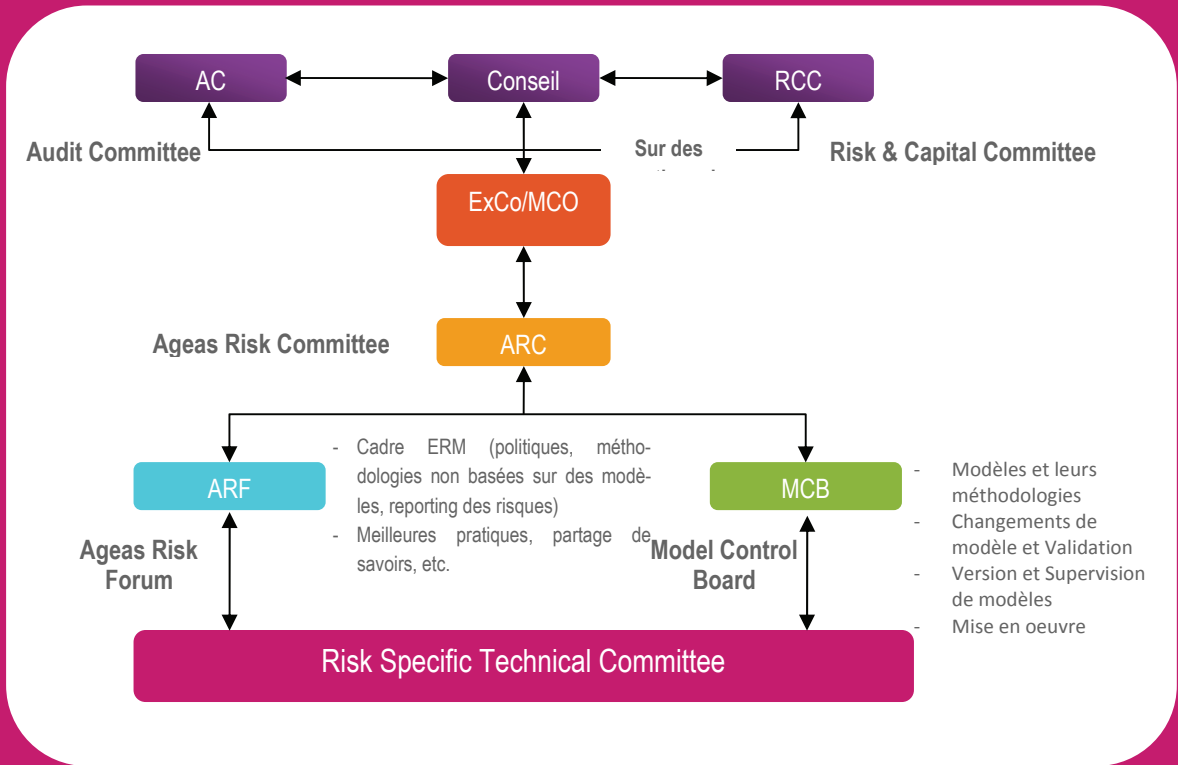 AC
Conseil
RCC
Audit Committee
Sur des
Risk & Capital Committee
ExCo/MCO
Ageas Risk Committee
ARC
- Cadre ERM (politiques, métho-
dologies non basées sur des modè-
les, reporting des risques)
- Meilleures pratiques, partage de
savoirs, etc.
ARF
MCB
- Modèles et leurs
méthodologies
- Changements de
modèle et Validation
- Version et Supervision
de modèles
- Mise en oeuvre
Ageas Risk
Forum
Model Control
Board
Risk Specific Technical Committee